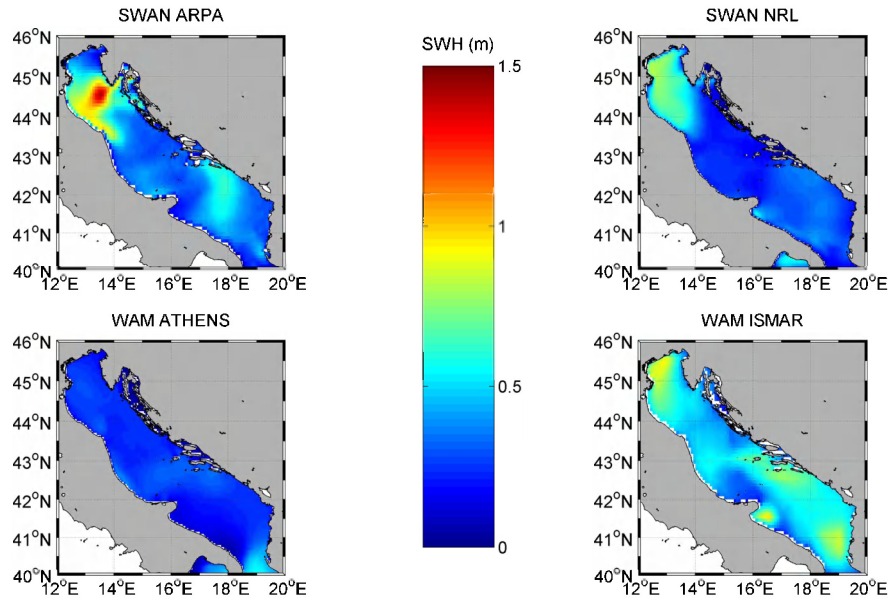 SWAN ARPA
46°N
45°N
44°N
43°N
42°N
41°N
40°N
12°E 14°E 16°E 18°E 20°E
SWH (m)
1.5
1
0.5
0
SWAN NRL
46°N
45°N
44°N
43°N
42°N
41°N
40°N
12°E 14°E 16°E 18°E 20°E
WAM ATHENS
46°N
45°N
44°N
43°N
42°N
41°N
40°N
12°E 14°E 16°E 18°E 20°E
WAM ISMAR
46°N
45°N
44°N
43°N
42°N
41°N
40°N
12°E 14°E 16°E 18°E 20°E